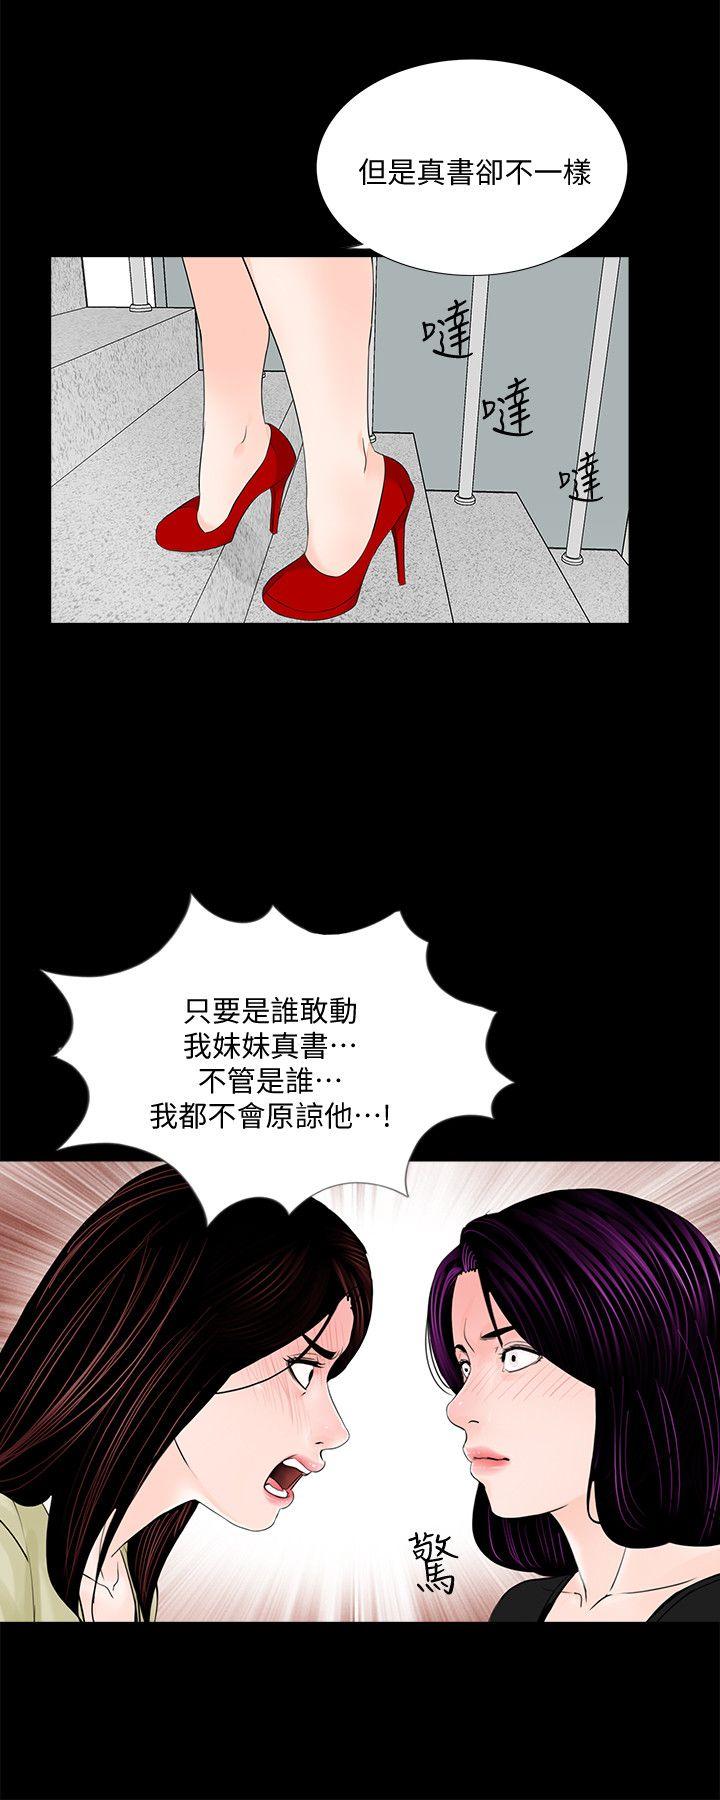 但是真書卻不一樣
噠
噠
噠
只要是誰敢動
我妹妹真書⋯
不管是誰⋯
我都不會原諒他⋯!
驚